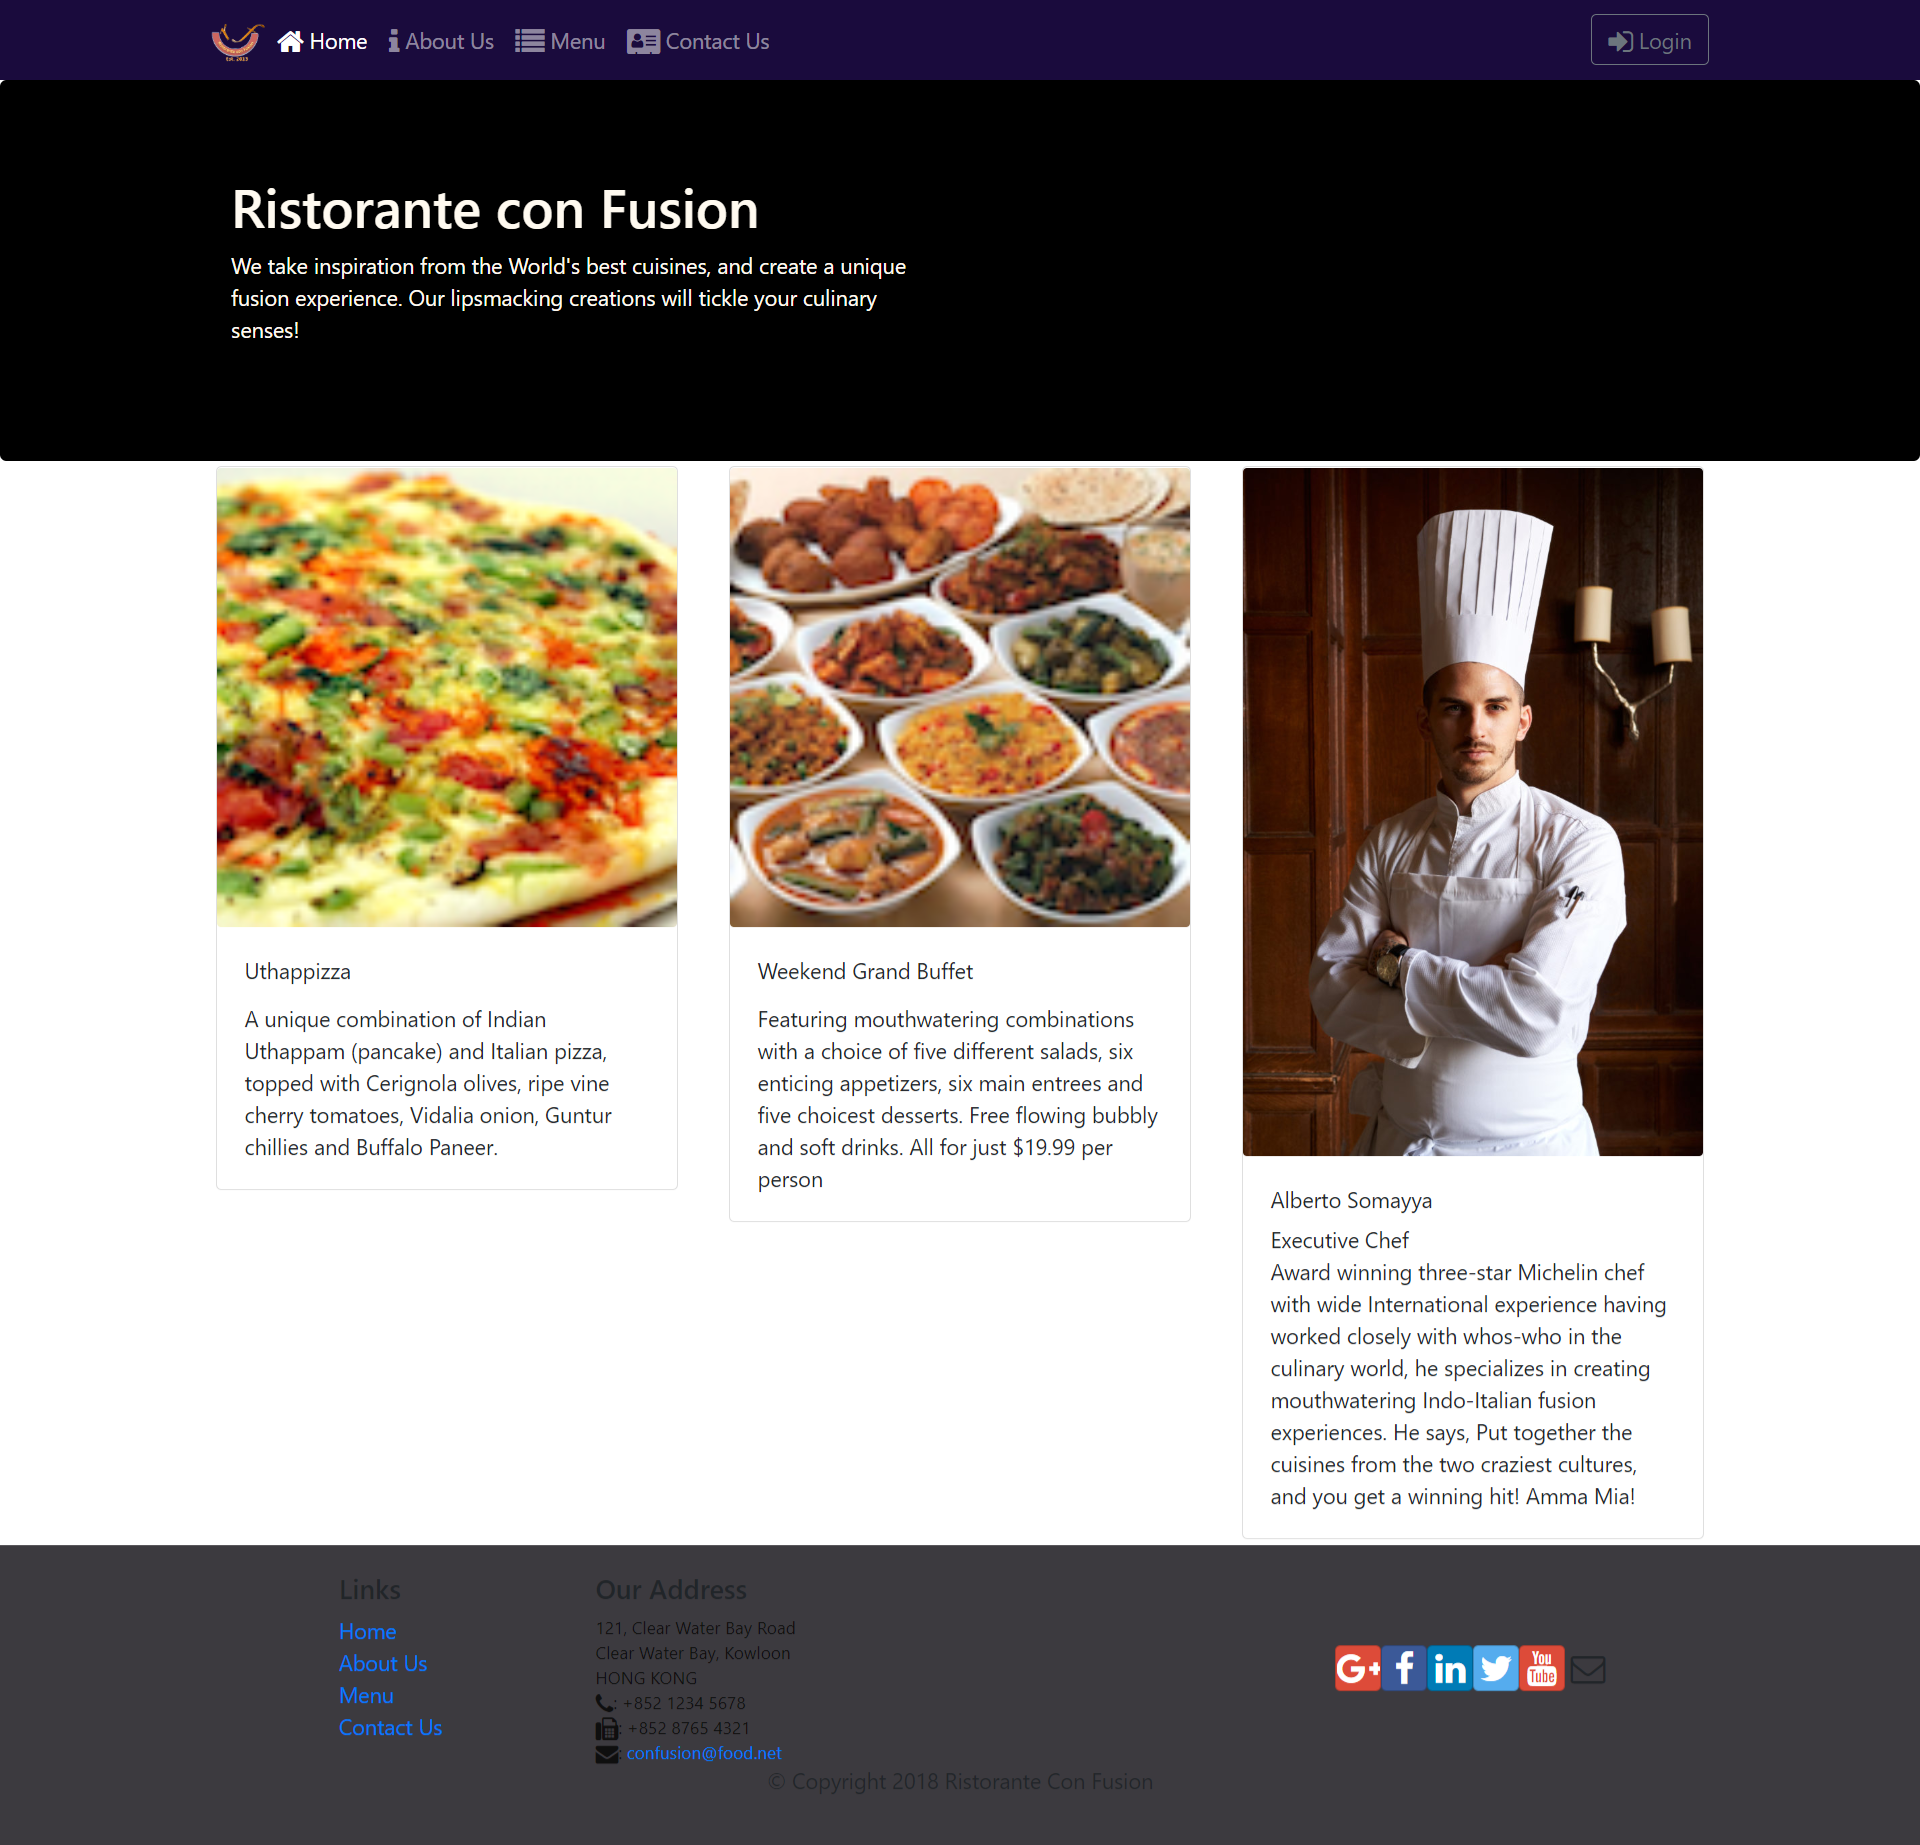 Est. 2013
Home
About Us
Menu
Contact Us
Login
Ristorante con Fusion
We take inspiration from the World's best cuisines, and create a unique
fusion experience. Our lipsmacking creations will tickle your culinary
senses!
Uthappizza
A unique combination of Indian
Uthappam (pancake) and Italian pizza,
topped with Cerignola olives, ripe vine
cherry tomatoes, Vidalia onion, Guntur
chillies and Buffalo Paneer.
Weekend Grand Buffet
Featuring mouthwatering combinations
with a choice of five different salads, six
enticing appetizers, six main entrees and
five choicest desserts. Free flowing bubbly
and soft drinks. All for just $19.99 per
person
Alberto Somayya
Executive Chef
Award winning three-star Michelin chef
with wide International experience having
worked closely with whos-who in the
culinary world, he specializes in creating
mouthwatering Indo-Italian fusion
experiences. He says, Put together the
cuisines from the two craziest cultures,
and you get a winning hit! Amma Mia!
Links
Home
About Us
Menu
Contact Us
Our Address
121, Clear Water Bay Road
Clear Water Bay, Kowloon
HONG KONG
: +852 1234 5678
: +852 8765 4321
: confusion@food.net
G+
f
in
You
Tube
© Copyright 2018 Ristorante Con Fusion